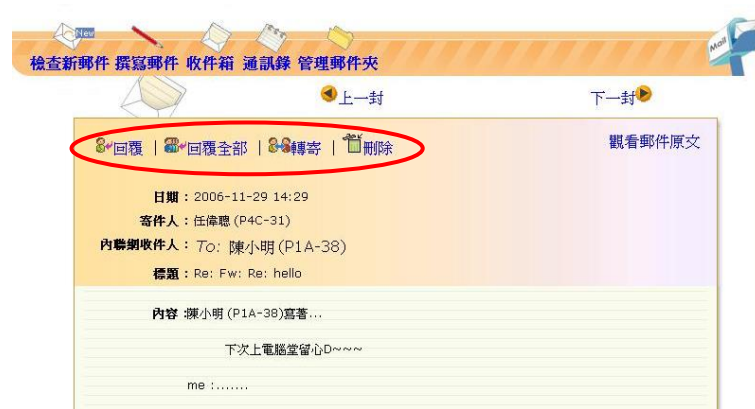 New
Mail
檢查新郵件 撰寫郵件 收件箱 通訊錄 管理郵件夾
上一封 下一封
回覆 | 回覆全部 | 轉寄 | 刪除 觀看郵件原文
日期：2006-11-29 14:29
寄件人：任偉聰 (P4C-31)
內聯網收件人：To: 陳小明 (P1A-38)
標題：Re: Fw: Re: hello
內容：陳小明 (P1A-38)寫著...
下次上電腦堂留心D~~~
me :.......